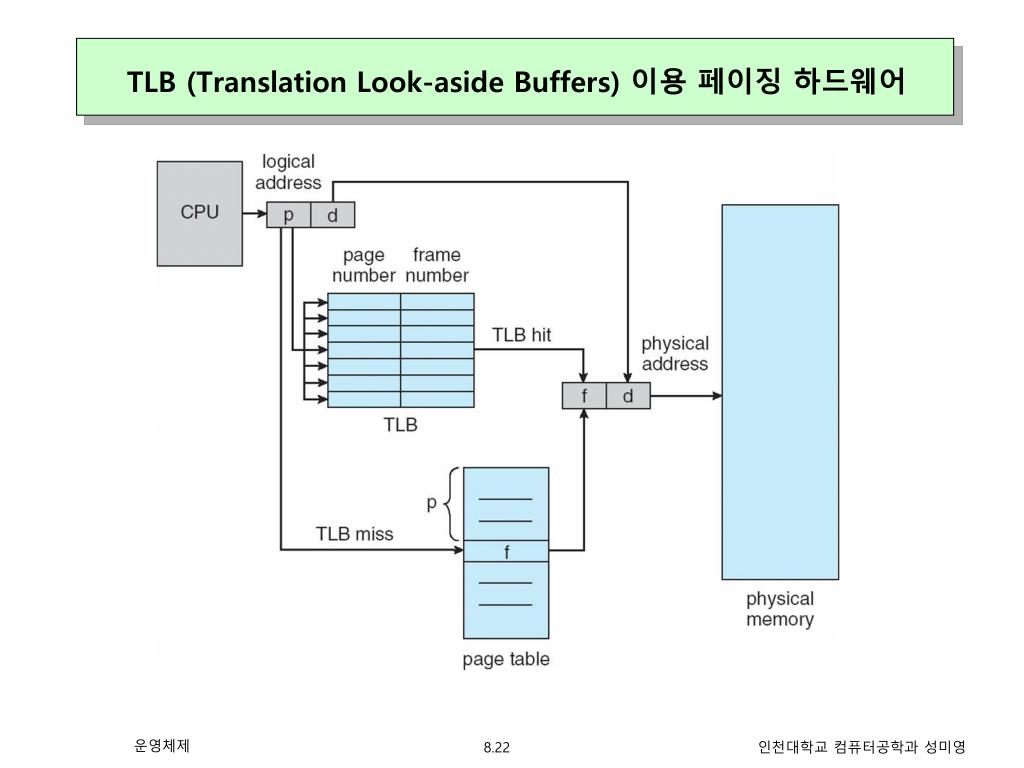 TLB (Translation Look-aside Buffers) 이용 페이징 하드웨어
logical
address
CPU
p
d
page
number
frame
number
TLB hit
physical
address
f
d
TLB
p
TLB miss
f
physical
memory
page table
운영체제
8.22
인천대학교 컴퓨터공학과 성미영